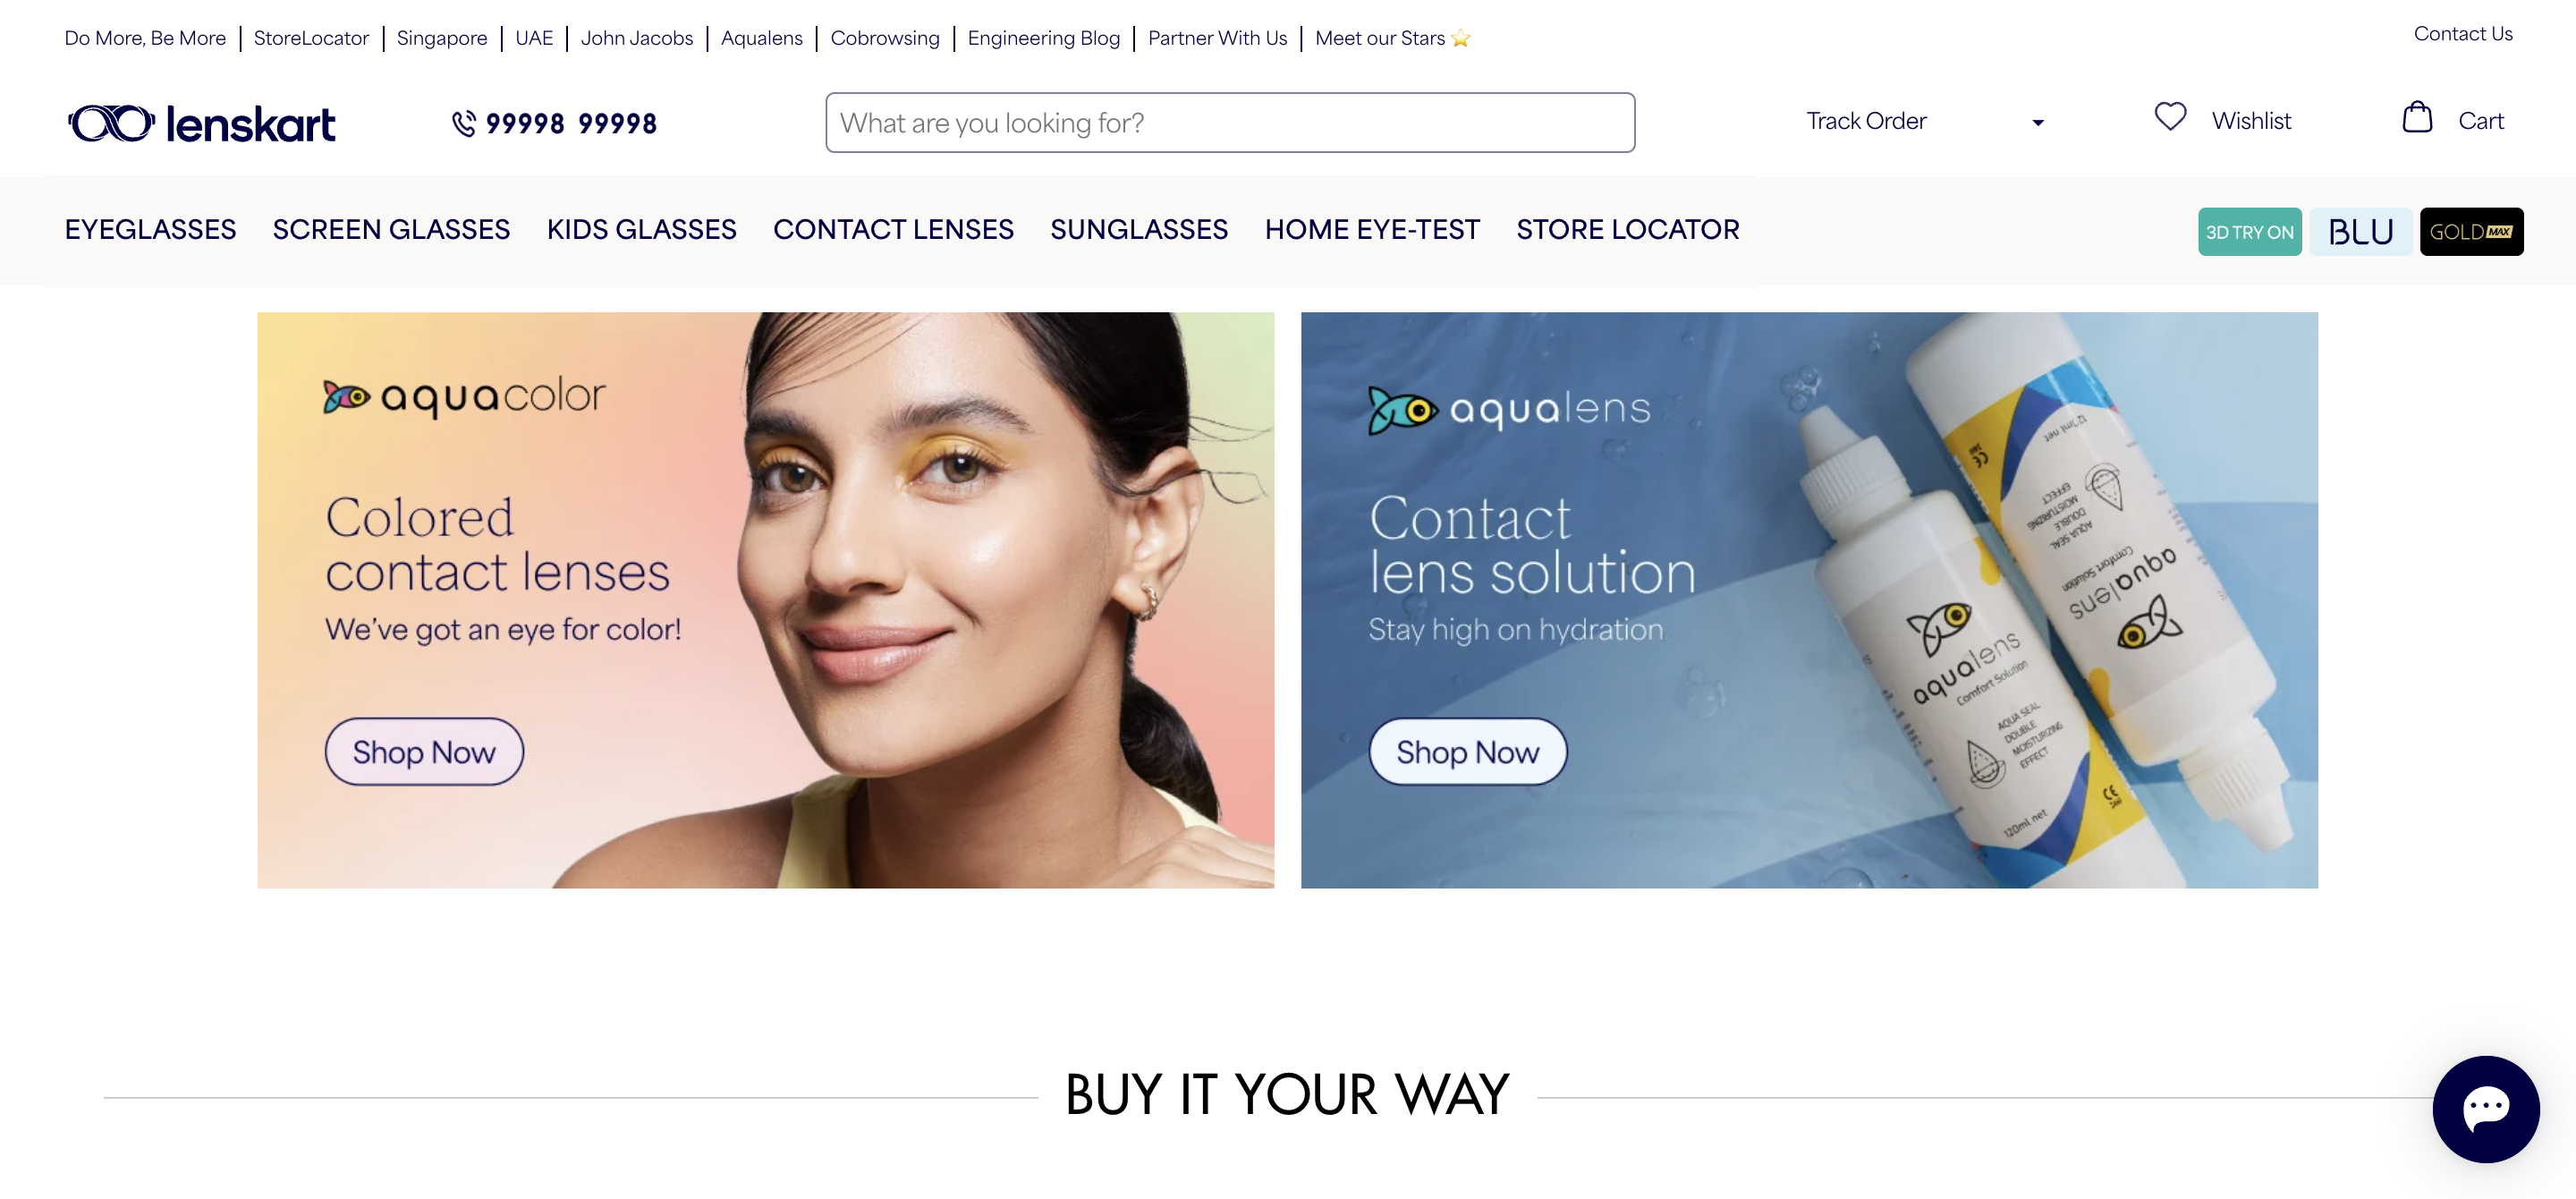 Do More, Be More | StoreLocator | Singapore | UAE | John Jacobs | Aqualens | Cobrowsing | Engineering Blog | Partner With Us | Meet our Stars ⭐
Contact Us
lenskart
99998 99998
What are you looking for?
Track Order
Wishlist
Cart
EYEGLASSES SCREEN GLASSES KIDS GLASSES CONTACT LENSES SUNGLASSES HOME EYE-TEST STORE LOCATOR
3D TRY ON
BLU
GOLD MAX
aquacolor
Colored
contact lenses
We've got an eye for color!
Shop Now
aqualens
Contact
lens solution
Stay high on hydration
Shop Now
aqualens
Comfort Solution
AQUA SEAL
DOUBLE
MOISTURIZING
EFFECT
120ml net
CE
aqualens
Comfort Solution
AQUA SEAL
DOUBLE
MOISTURIZING
EFFECT
CE
BUY IT YOUR WAY